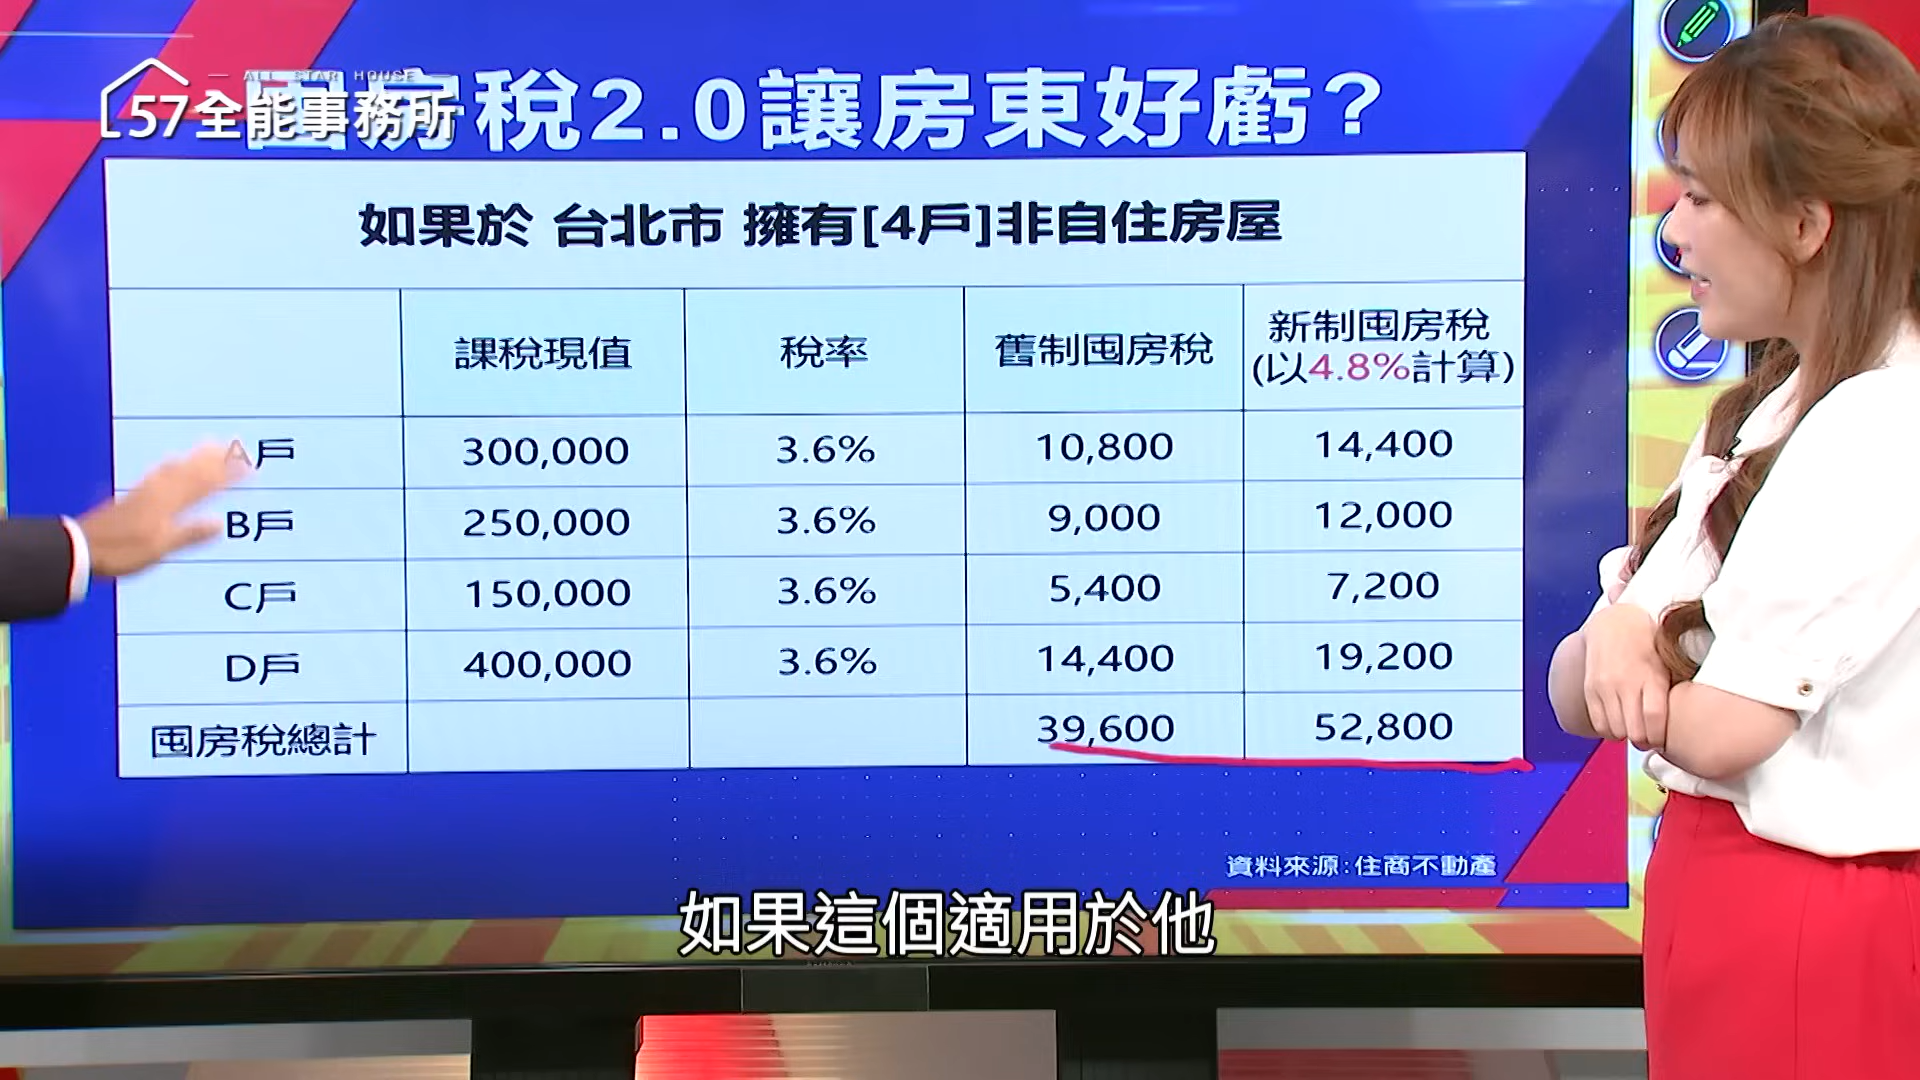 ALL STAR HOUSE
57全能事務所
囤房稅2.0讓房東好虧?
如果於 台北市 擁有[4戶]非自住房屋
課稅現值 稅率 舊制囤房稅 新制囤房稅
(以4.8%計算)
A戶 300,000 3.6% 10,800 14,400
B戶 250,000 3.6% 9,000 12,000
C戶 150,000 3.6% 5,400 7,200
D戶 400,000 3.6% 14,400 19,200
囤房稅總計 39,600 52,800
資料來源:住商不動產
如果這個適用於他